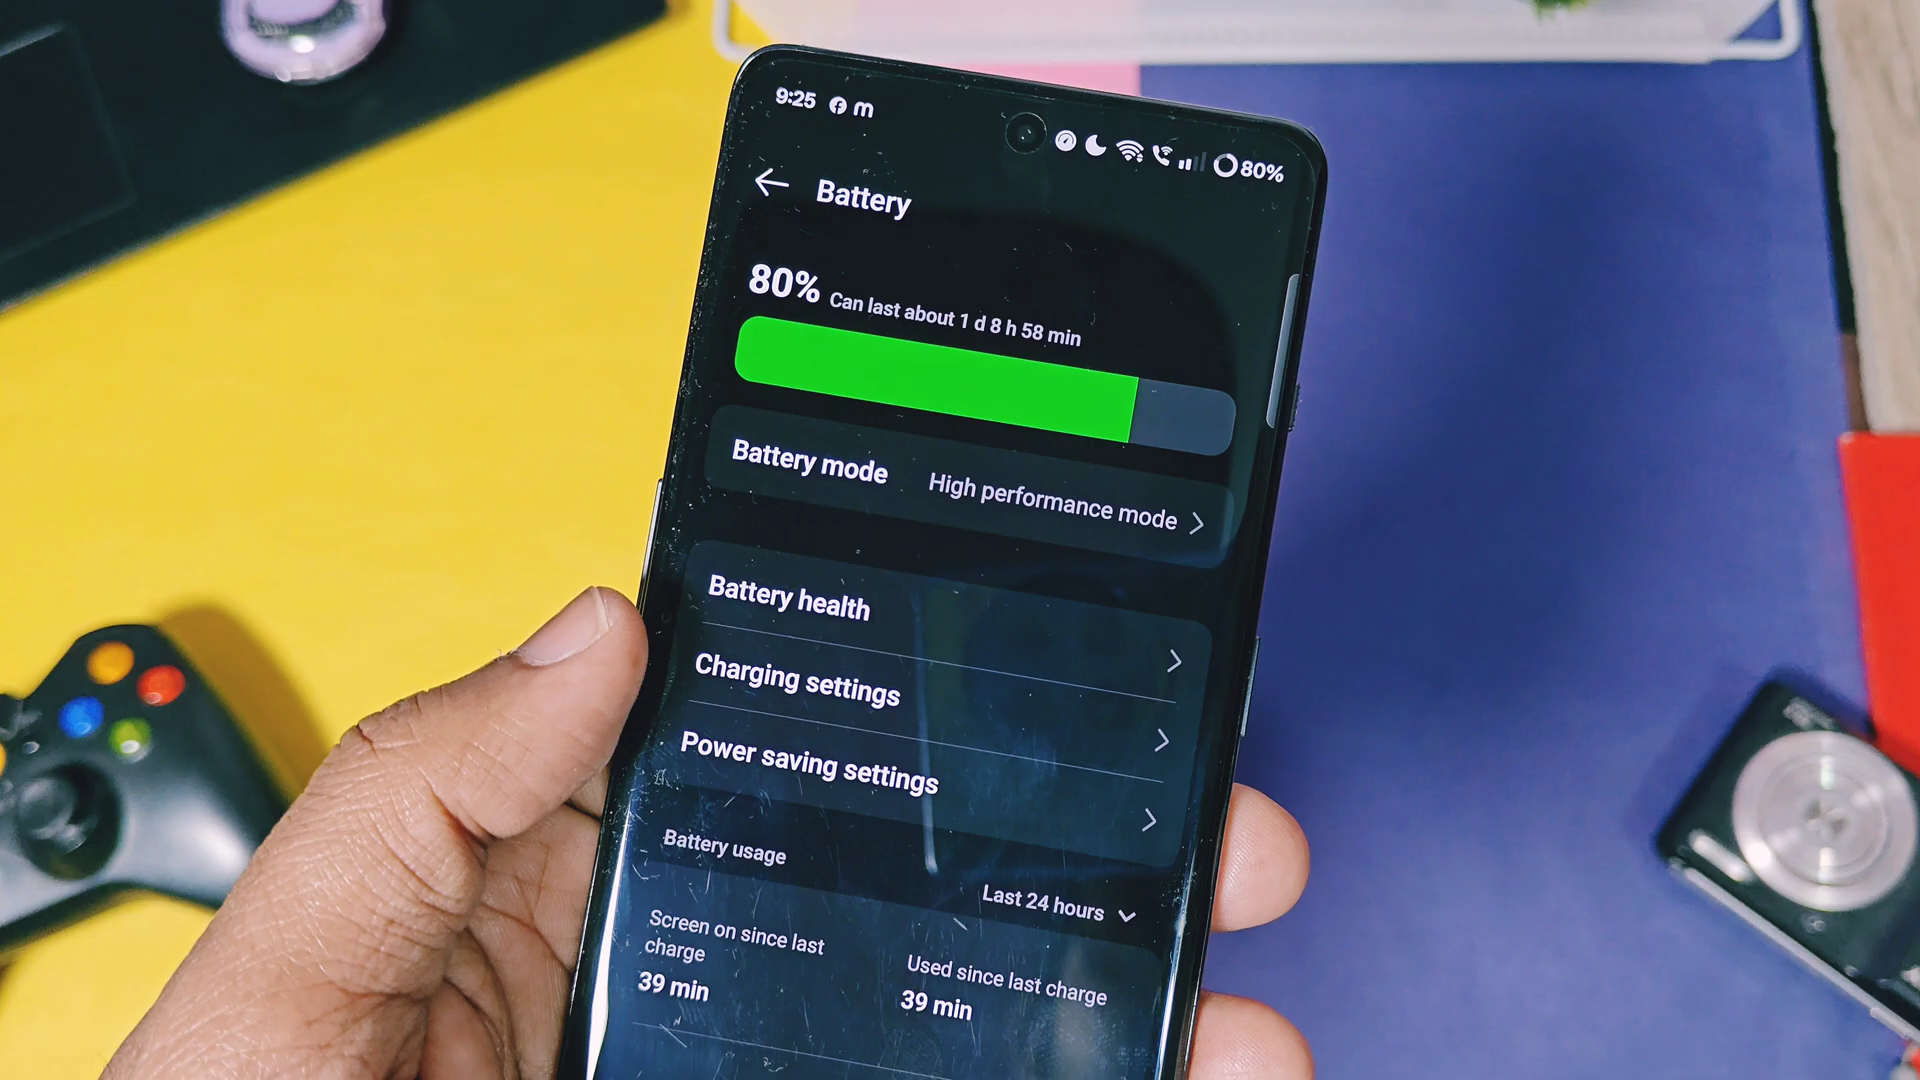 9:25 m 80%
Battery
80% Can last about 1 d 8 h 58 min
Battery mode High performance mode
Battery health
Charging settings
Power saving settings
Battery usage
Last 24 hours
Screen on since last
charge
39 min
Used since last charge
39 min